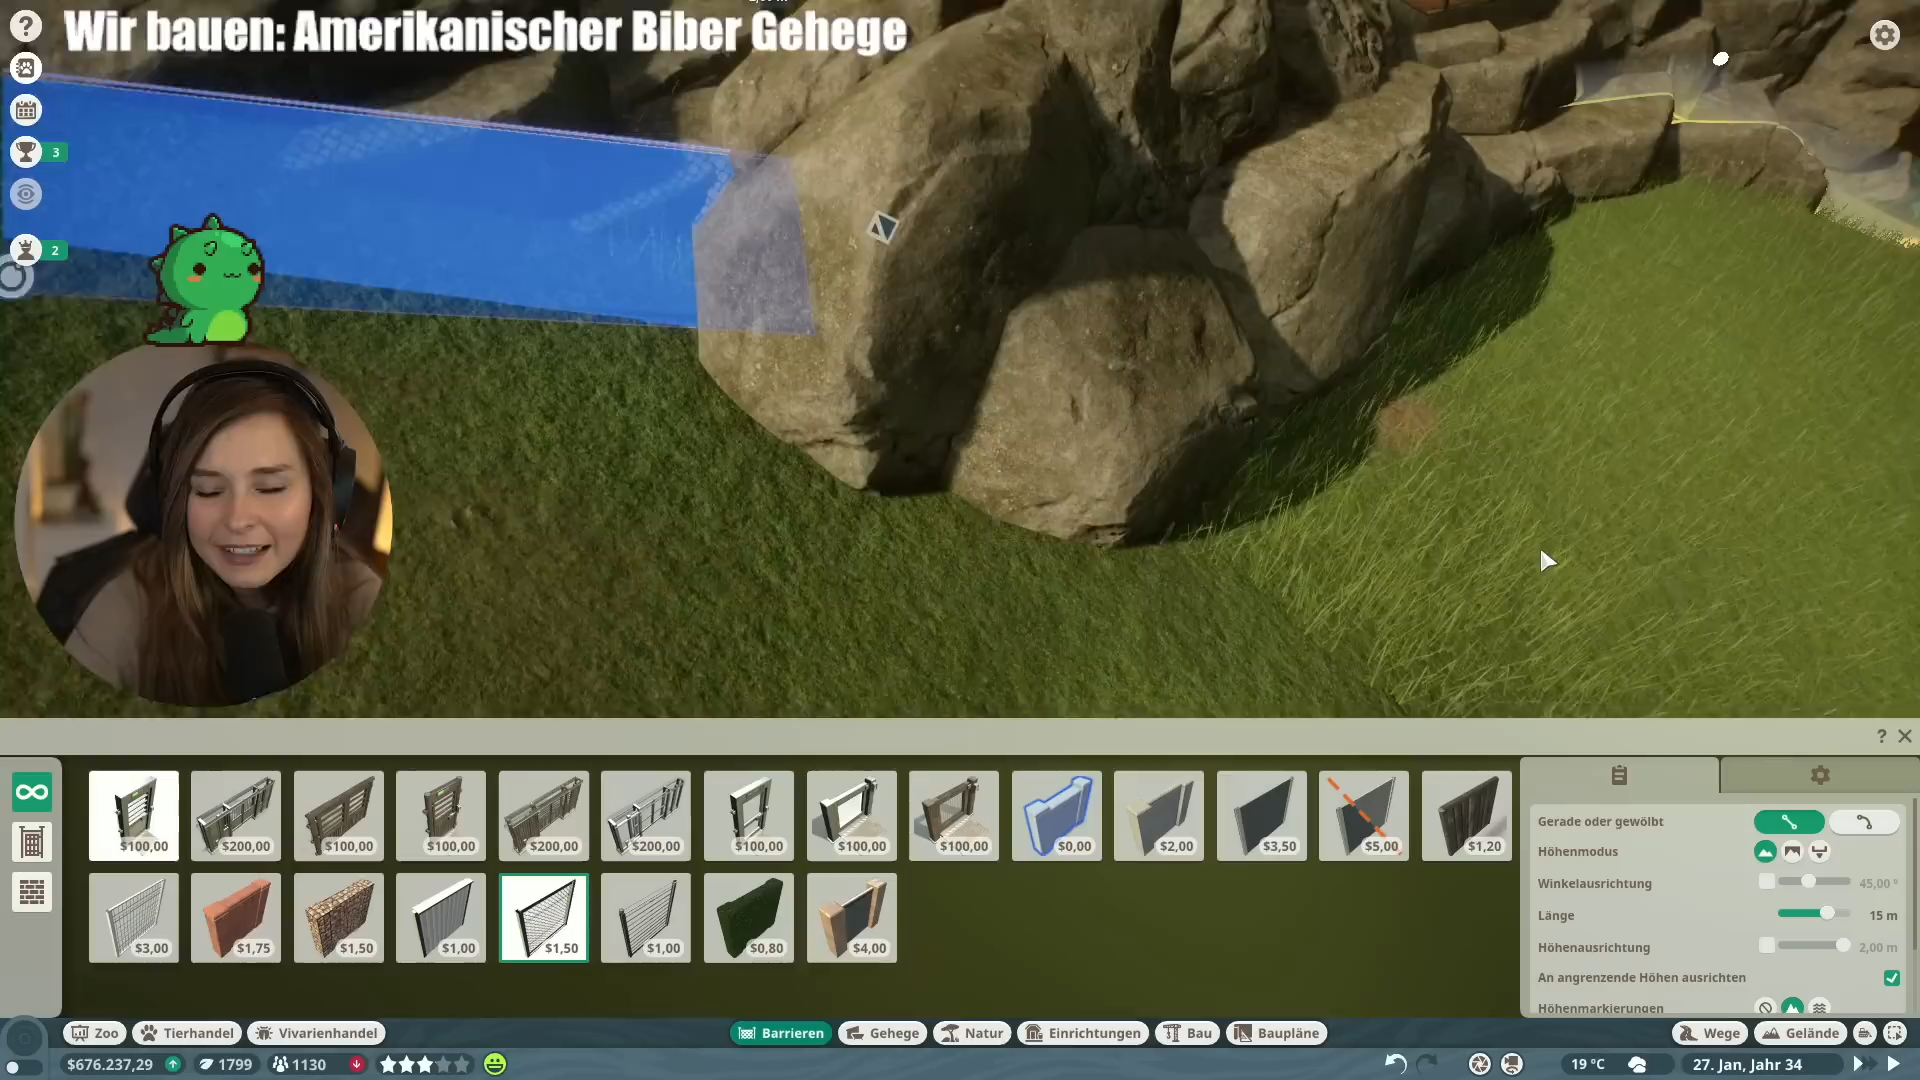 Wir bauen: Amerikanischer Biber Gehege
3
2
$100,00 $200,00 $100,00 $100,00 $200,00 $200,00 $100,00 $100,00 $100,00 $0,00 $2,00 $3,50 $5,00 $1,20
$3,00 $1,75 $1,50 $1,00 $1,50 $1,00 $0,80 $4,00
Gerade oder gewölbt
Höhenmodus
Winkelausrichtung 45,00 °
Länge 15 m
Höhenausrichtung 2,00 m
An angrenzende Höhen ausrichten
Höhenmarkierungen
Zoo Tierhandel Vivarienhandel Barrieren Gehege Natur Einrichtungen Bau Baupläne Wege Gelände
$676.237,29 1799 1130 19 °C 27. Jan, Jahr 34